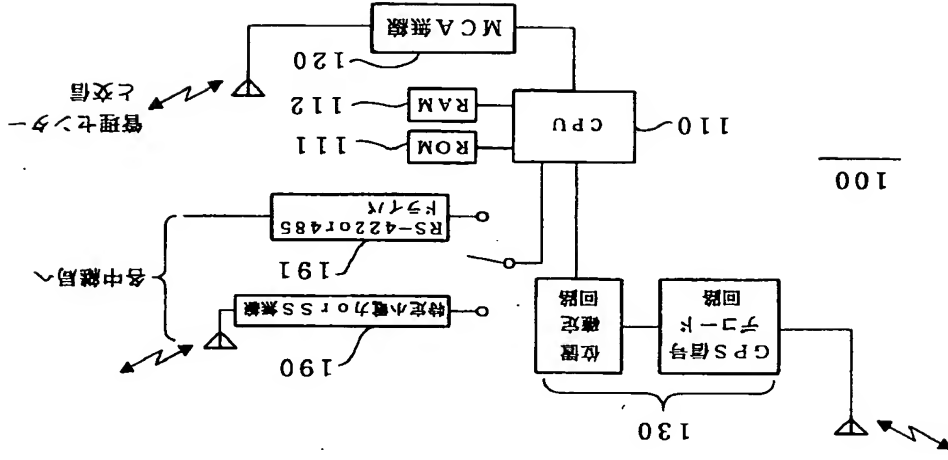 130
190
GPS信号
デコード
回路
位置
確定
回路
特定小電力orSS無線
191
RS-422or485
ドライバ
各中継局へ
100
110
CPU
ROM
111
RAM
112
管理センター
と交信
120
MCA無線